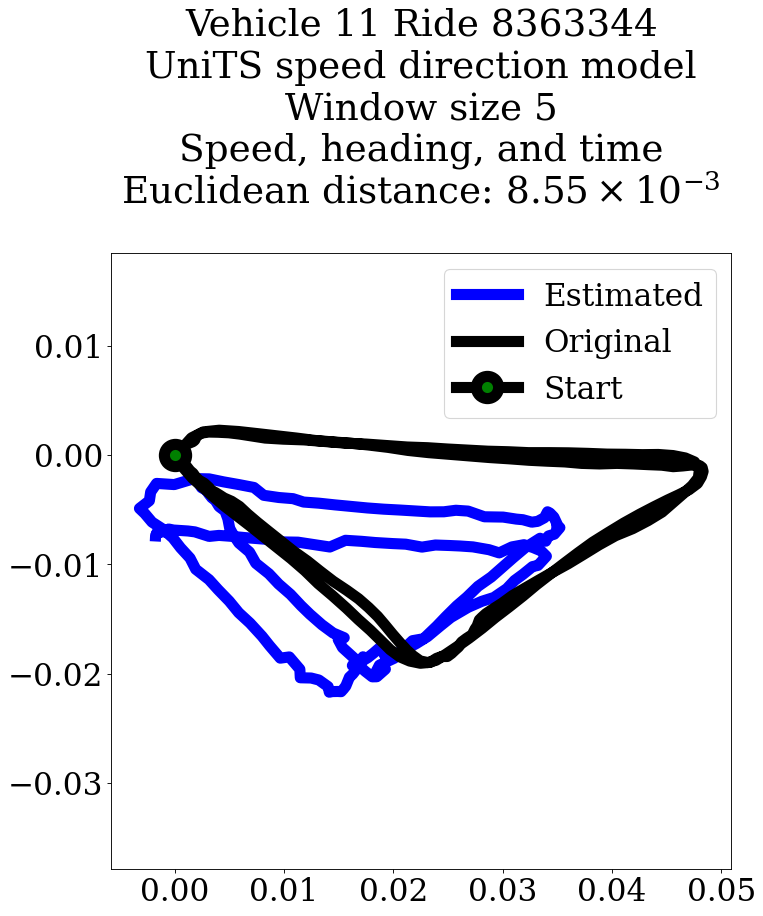 Vehicle 11 Ride 8363344
UniTS speed direction model
Window size 5
Speed, heading, and time
Euclidean distance: 8.55 × 10⁻³
Estimated
Original
Start
0.01
0.00
−0.01
−0.02
−0.03
0.00 0.01 0.02 0.03 0.04 0.05